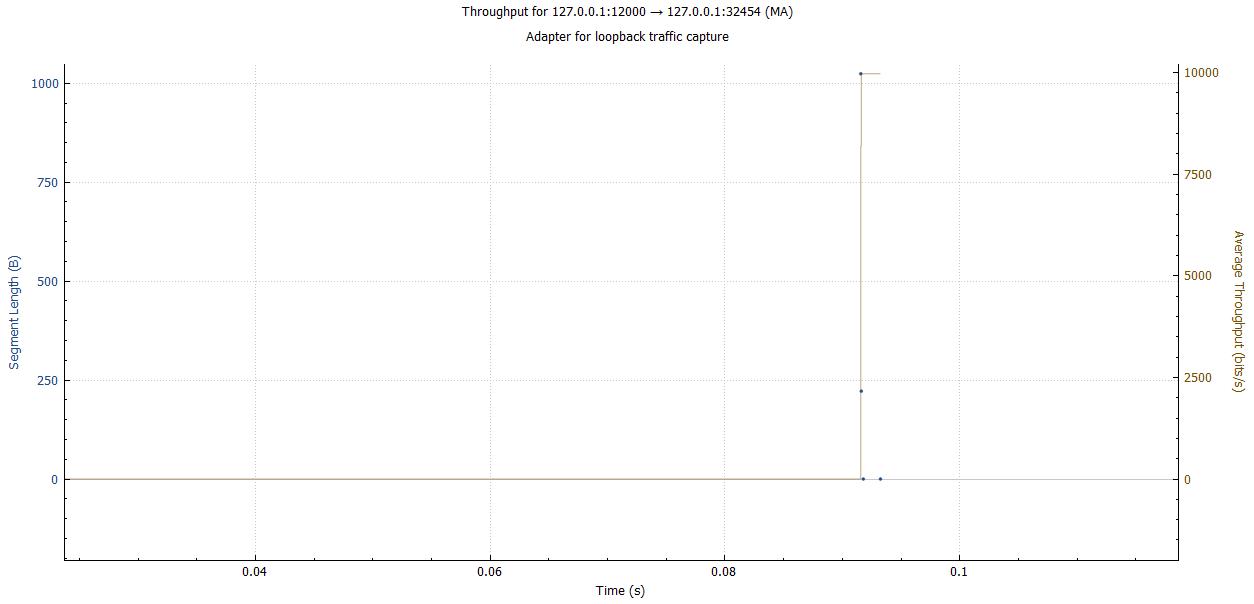 Throughput for 127.0.0.1:12000 → 127.0.0.1:32454 (MA)
Adapter for loopback traffic capture
Segment Length (B)
1000
750
500
250
0
10000
7500
5000
2500
0
Average Throughput (bits/s)
0.04
0.06
0.08
0.1
Time (s)